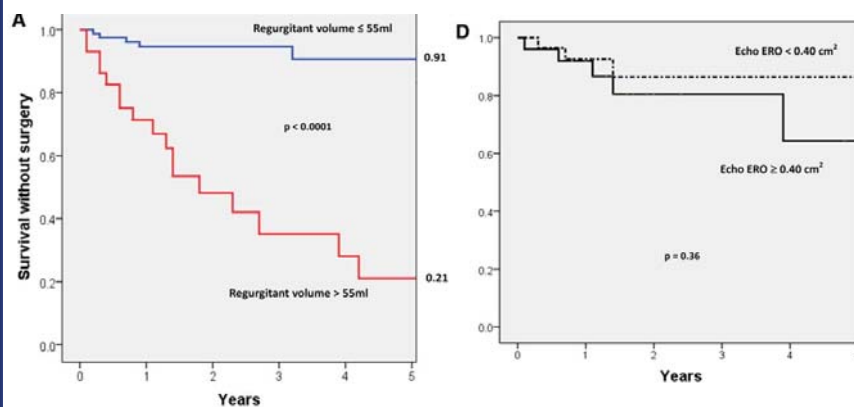 A
Regurgitant volume ≤ 55ml
0.91
p < 0.0001
0.21
Regurgitant volume > 55ml
Survival without surgery
1.0
0.8
0.6
0.4
0.2
0.0
0
1
2
3
4
5
Years
D
Echo ERO < 0.40 cm²
Echo ERO ≥ 0.40 cm²
p = 0.36
1.0
0.8
0.6
0.4
0.2
0.0
0
1
2
3
4
Years